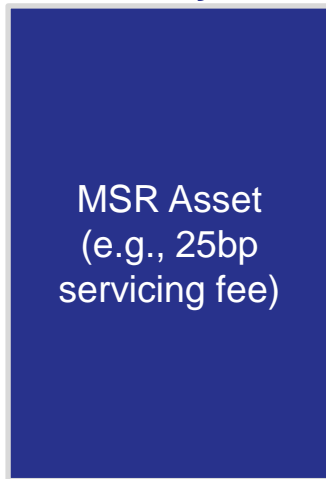 MSR Asset
(e.g., 25bp
servicing fee)